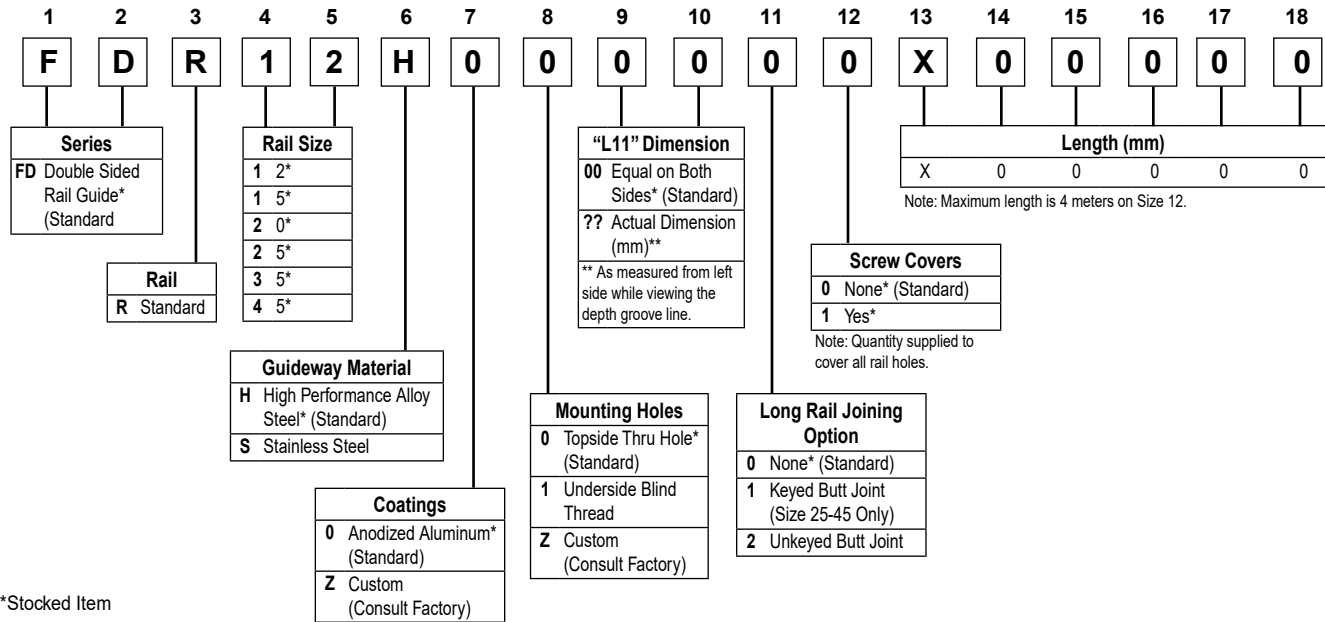 1 2 3 4 5 6 7 8 9 10 11 12 13 14 15 16 17 18
F D R 1 2 H 0 0 0 0 0 0 X 0 0 0 0 0
Series
FD Double Sided
Rail Guide*
(Standard
Rail
R Standard
Rail Size
1 2*
1 5*
2 0*
2 5*
3 5*
4 5*
Guideway Material
H High Performance Alloy
Steel* (Standard)
S Stainless Steel
Coatings
0 Anodized Aluminum*
(Standard)
Z Custom
(Consult Factory)
Mounting Holes
0 Topside Thru Hole*
(Standard)
1 Underside Blind
Thread
Z Custom
(Consult Factory)
"L11" Dimension
00 Equal on Both
Sides* (Standard)
?? Actual Dimension
(mm)**
** As measured from left
side while viewing the
depth groove line.
Long Rail Joining
Option
0 None* (Standard)
1 Keyed Butt Joint
(Size 25-45 Only)
2 Unkeyed Butt Joint
Screw Covers
0 None* (Standard)
1 Yes*
Note: Quantity supplied to
cover all rail holes.
Length (mm)
X 0 0 0 0 0
Note: Maximum length is 4 meters on Size 12.
*Stocked Item